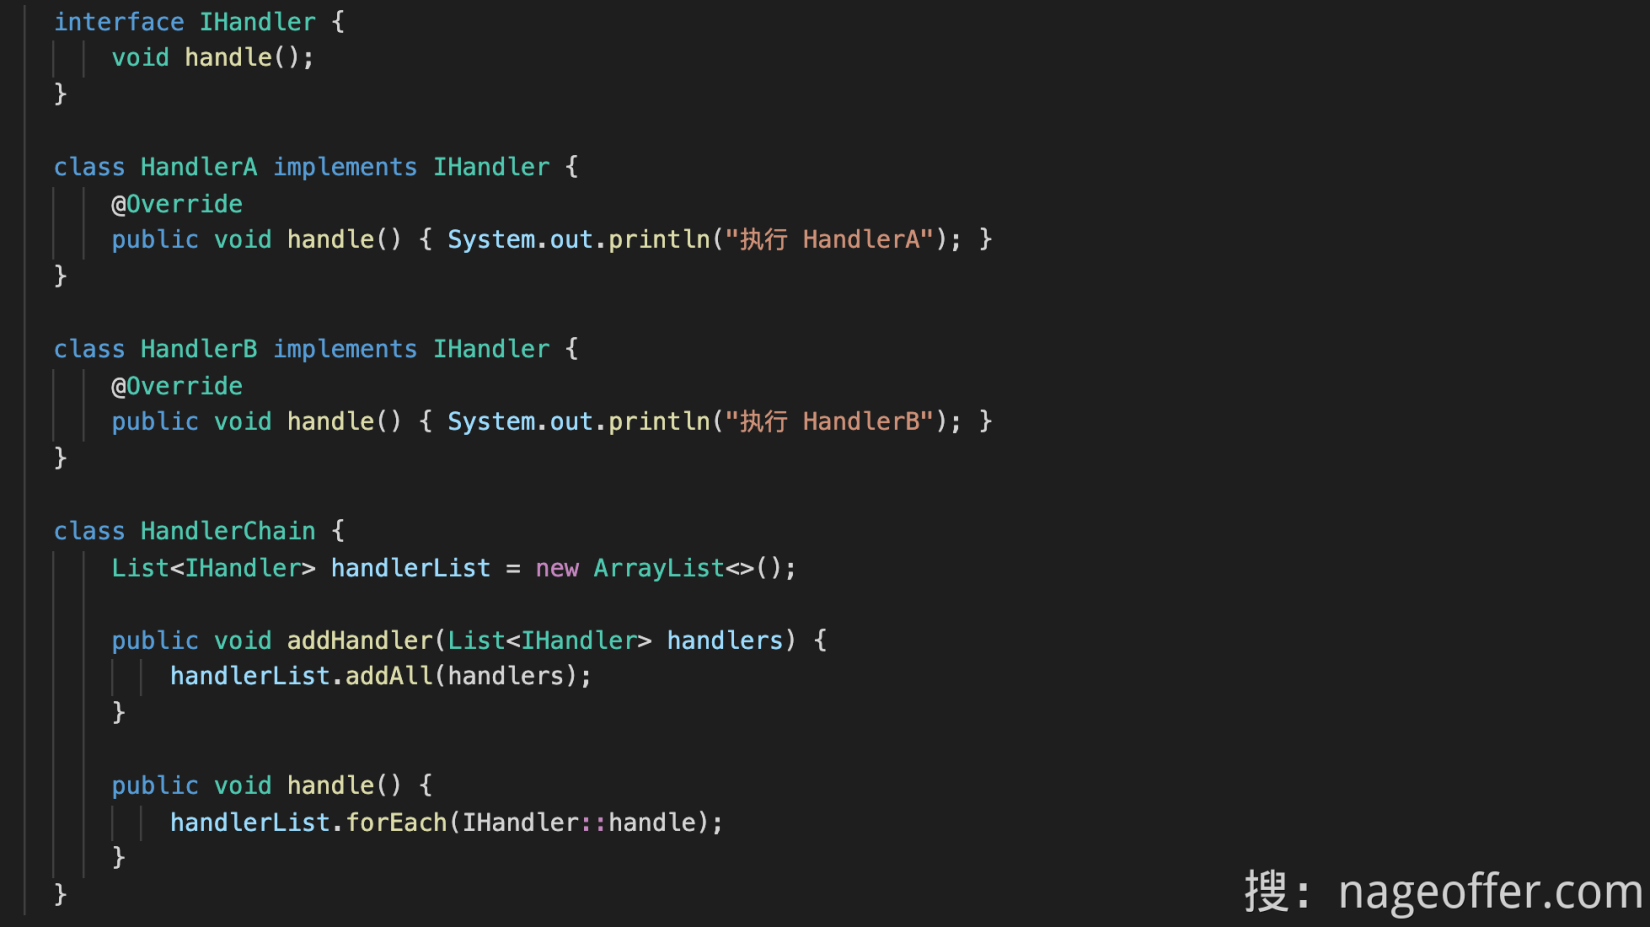 interface IHandler {
    void handle();
}

class HandlerA implements IHandler {
    @Override
    public void handle() { System.out.println("执行 HandlerA"); }
}

class HandlerB implements IHandler {
    @Override
    public void handle() { System.out.println("执行 HandlerB"); }
}

class HandlerChain {
    List<IHandler> handlerList = new ArrayList<>();

    public void addHandler(List<IHandler> handlers) {
        handlerList.addAll(handlers);
    }

    public void handle() {
        handlerList.forEach(IHandler::handle);
    }
}
搜：nageoffer.com